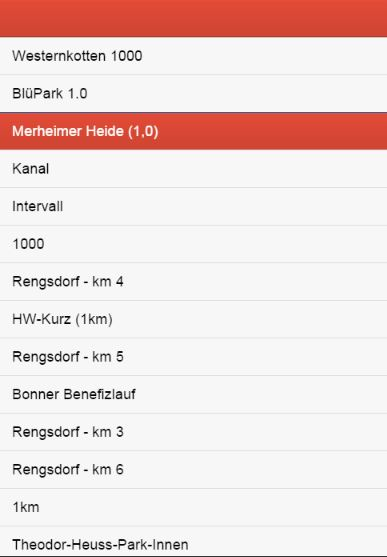 Westernkotten 1000
BlüPark 1.0
Merheimer Heide (1,0)
Kanal
Intervall
1000
Rengsdorf - km 4
HW-Kurz (1km)
Rengsdorf - km 5
Bonner Benefizlauf
Rengsdorf - km 3
Rengsdorf - km 6
1km
Theodor-Heuss-Park-Innen